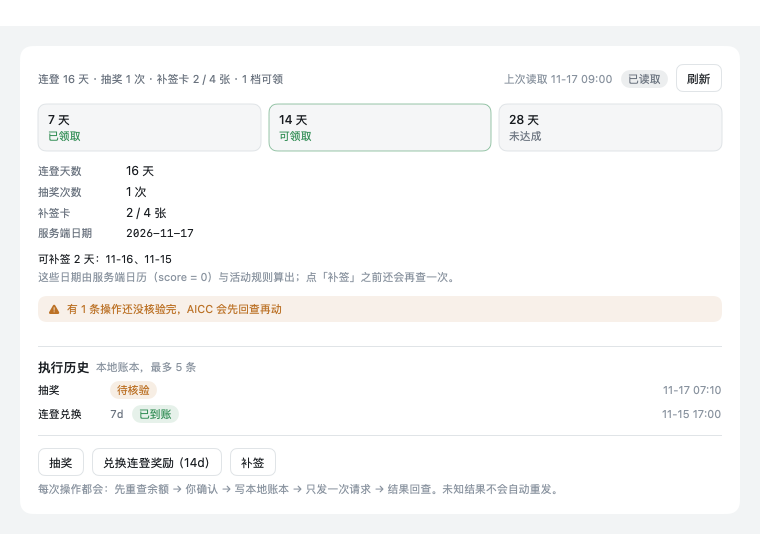 连登 16 天 · 抽奖 1 次 · 补签卡 2 / 4 张 · 1 档可领
上次读取 11-17 09:00 已读取 刷新
7 天 14 天 28 天
已领取 可领取 未达成
连登天数 16 天
抽奖次数 1 次
补签卡 2 / 4 张
服务端日期 2026-11-17
可补签 2 天：11-16、11-15
这些日期由服务端日历（score = 0）与活动规则算出；点「补签」之前还会再查一次。
有 1 条操作还没核验完，AICC 会先回查再动
执行历史 本地账本，最多 5 条
抽奖 待核验 11-17 07:10
连登兑换 7d 已到账 11-15 17:00
抽奖 兑换连登奖励（14d） 补签
每次操作都会：先重查余额 → 你确认 → 写本地账本 → 只发一次请求 → 结果回查。未知结果不会自动重发。